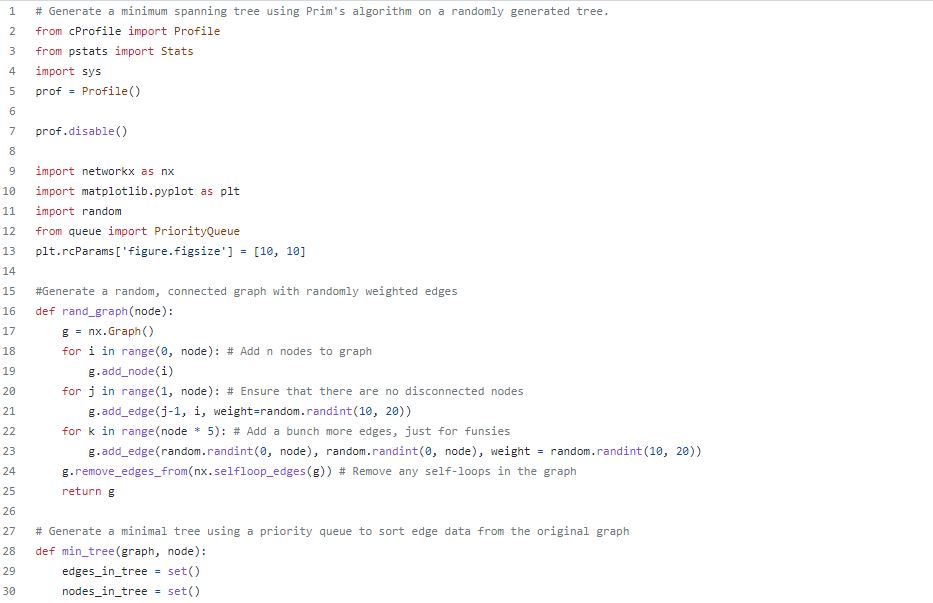 1 # Generate a minimum spanning tree using Prim's algorithm on a randomly generated tree.
2 from cProfile import Profile
3 from pstats import Stats
4 import sys
5 prof = Profile()
6
7 prof.disable()
8
9 import networkx as nx
10 import matplotlib.pyplot as plt
11 import random
12 from queue import PriorityQueue
13 plt.rcParams['figure.figsize'] = [10, 10]
14
15 #Generate a random, connected graph with randomly weighted edges
16 def rand_graph(node):
17     g = nx.Graph()
18     for i in range(0, node): # Add n nodes to graph
19         g.add_node(i)
20     for j in range(1, node): # Ensure that there are no disconnected nodes
21         g.add_edge(j-1, i, weight=random.randint(10, 20))
22     for k in range(node * 5): # Add a bunch more edges, just for funsies
23         g.add_edge(random.randint(0, node), random.randint(0, node), weight = random.randint(10, 20))
24     g.remove_edges_from(nx.selfloop_edges(g)) # Remove any self-loops in the graph
25     return g
26
27 # Generate a minimal tree using a priority queue to sort edge data from the original graph
28 def min_tree(graph, node):
29     edges_in_tree = set()
30     nodes_in_tree = set()